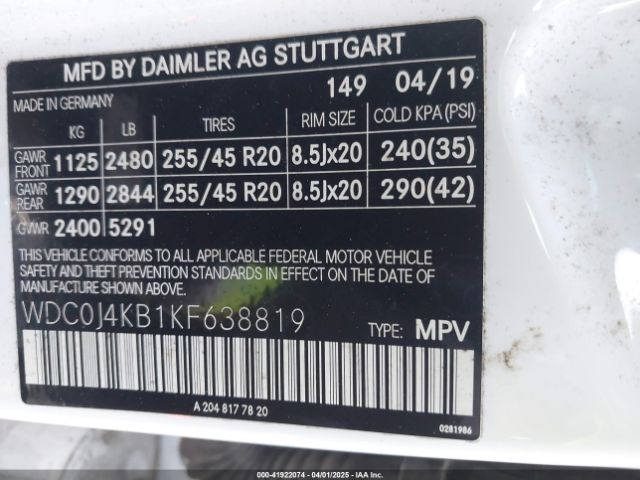 MFD BY DAIMLER AG STUTTGART
149 04/19
MADE IN GERMANY
KG LB TIRES RIM SIZE COLD KPA (PSI)
GAWR FRONT 1125 2480 255/45 R20 8.5Jx20 240(35)
GAWR REAR 1290 2844 255/45 R20 8.5Jx20 290(42)
GVWR 2400 5291
THIS VEHICLE CONFORMS TO ALL APPLICABLE FEDERAL MOTOR VEHICLE
SAFETY AND THEFT PREVENTION STANDARDS IN EFFECT ON THE DATE
OF MANUFACTURE SHOWN ABOVE.
WDC0J4KB1KF638819 TYPE: MPV
A 204 817 78 20
0281986
000-41922074 - 04/01/2025 - IAAI.com